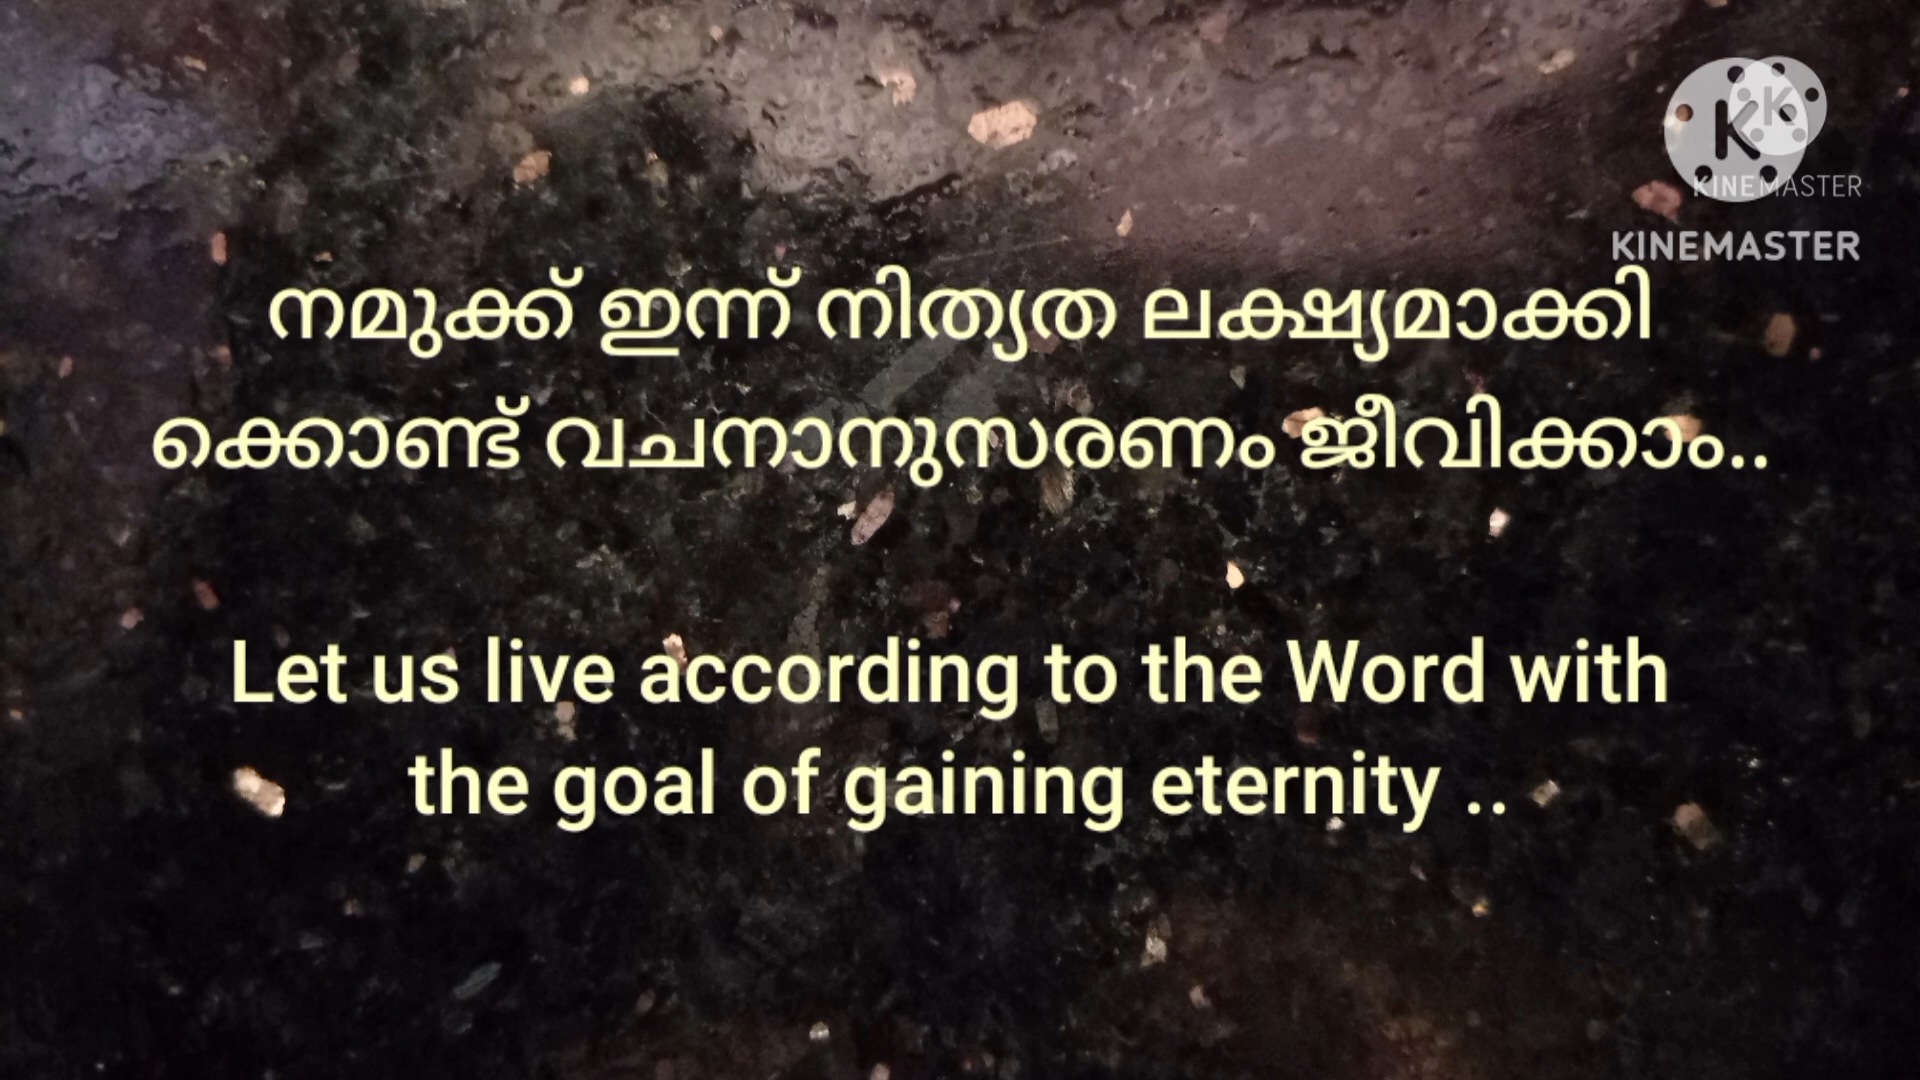 KINEMASTER
KINEMASTER
നമുക്ക് ഇന്ന് നിത്യത ലക്ഷ്യമാക്കി
ക്കൊണ്ട് വചനാനുസരണം ജീവിക്കാം..
Let us live according to the Word with
the goal of gaining eternity ..